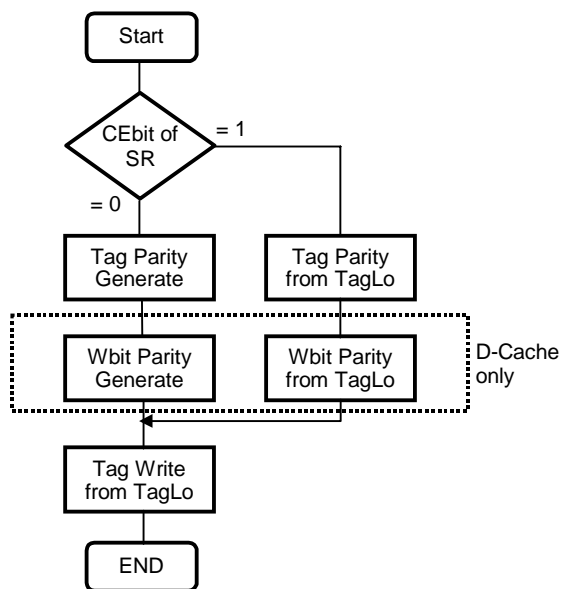 Start
CEbit of
SR
= 1
= 0
Tag Parity
Generate
Tag Parity
from TagLo
Wbit Parity
Generate
Wbit Parity
from TagLo
D-Cache
only
Tag Write
from TagLo
END